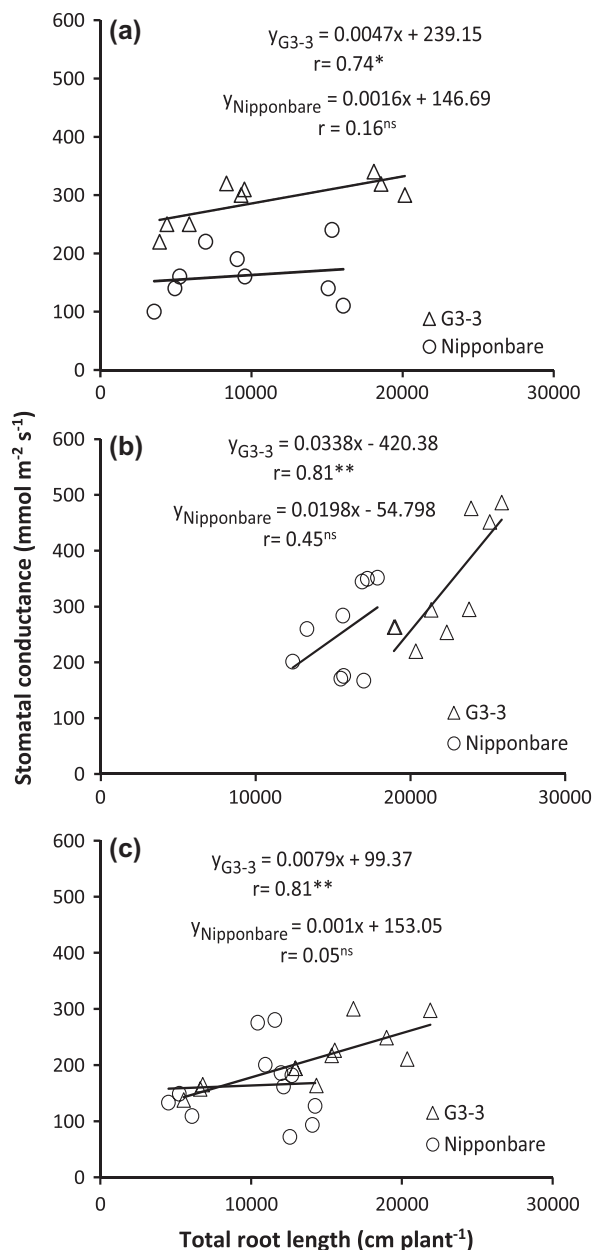 (a)
y_G3-3 = 0.0047x + 239.15
r= 0.74*
y_Nipponbare = 0.0016x + 146.69
r = 0.16^ns
600
500
400
300
200
100
0
△ G3-3
○ Nipponbare
0 10000 20000 30000
(b)
y_G3-3 = 0.0338x - 420.38
r= 0.81**
y_Nipponbare = 0.0198x - 54.798
r= 0.45^ns
600
500
400
300
200
100
0
△ G3-3
○ Nipponbare
0 10000 20000 30000
Stomatal conductance (mmol m⁻² s⁻¹)
(c)
y_G3-3 = 0.0079x + 99.37
r= 0.81**
y_Nipponbare = 0.001x + 153.05
r= 0.05^ns
600
500
400
300
200
100
0
△ G3-3
○ Nipponbare
0 10000 20000 30000
Total root length (cm plant⁻¹)